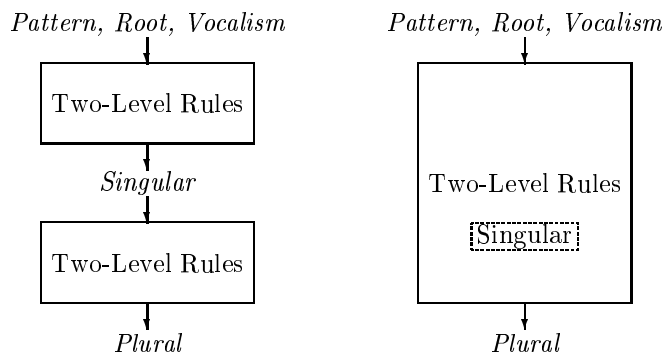 Pattern, Root, Vocalism
Two-Level Rules
Singular
Two-Level Rules
Plural
Pattern, Root, Vocalism
Two-Level Rules
Singular
Plural